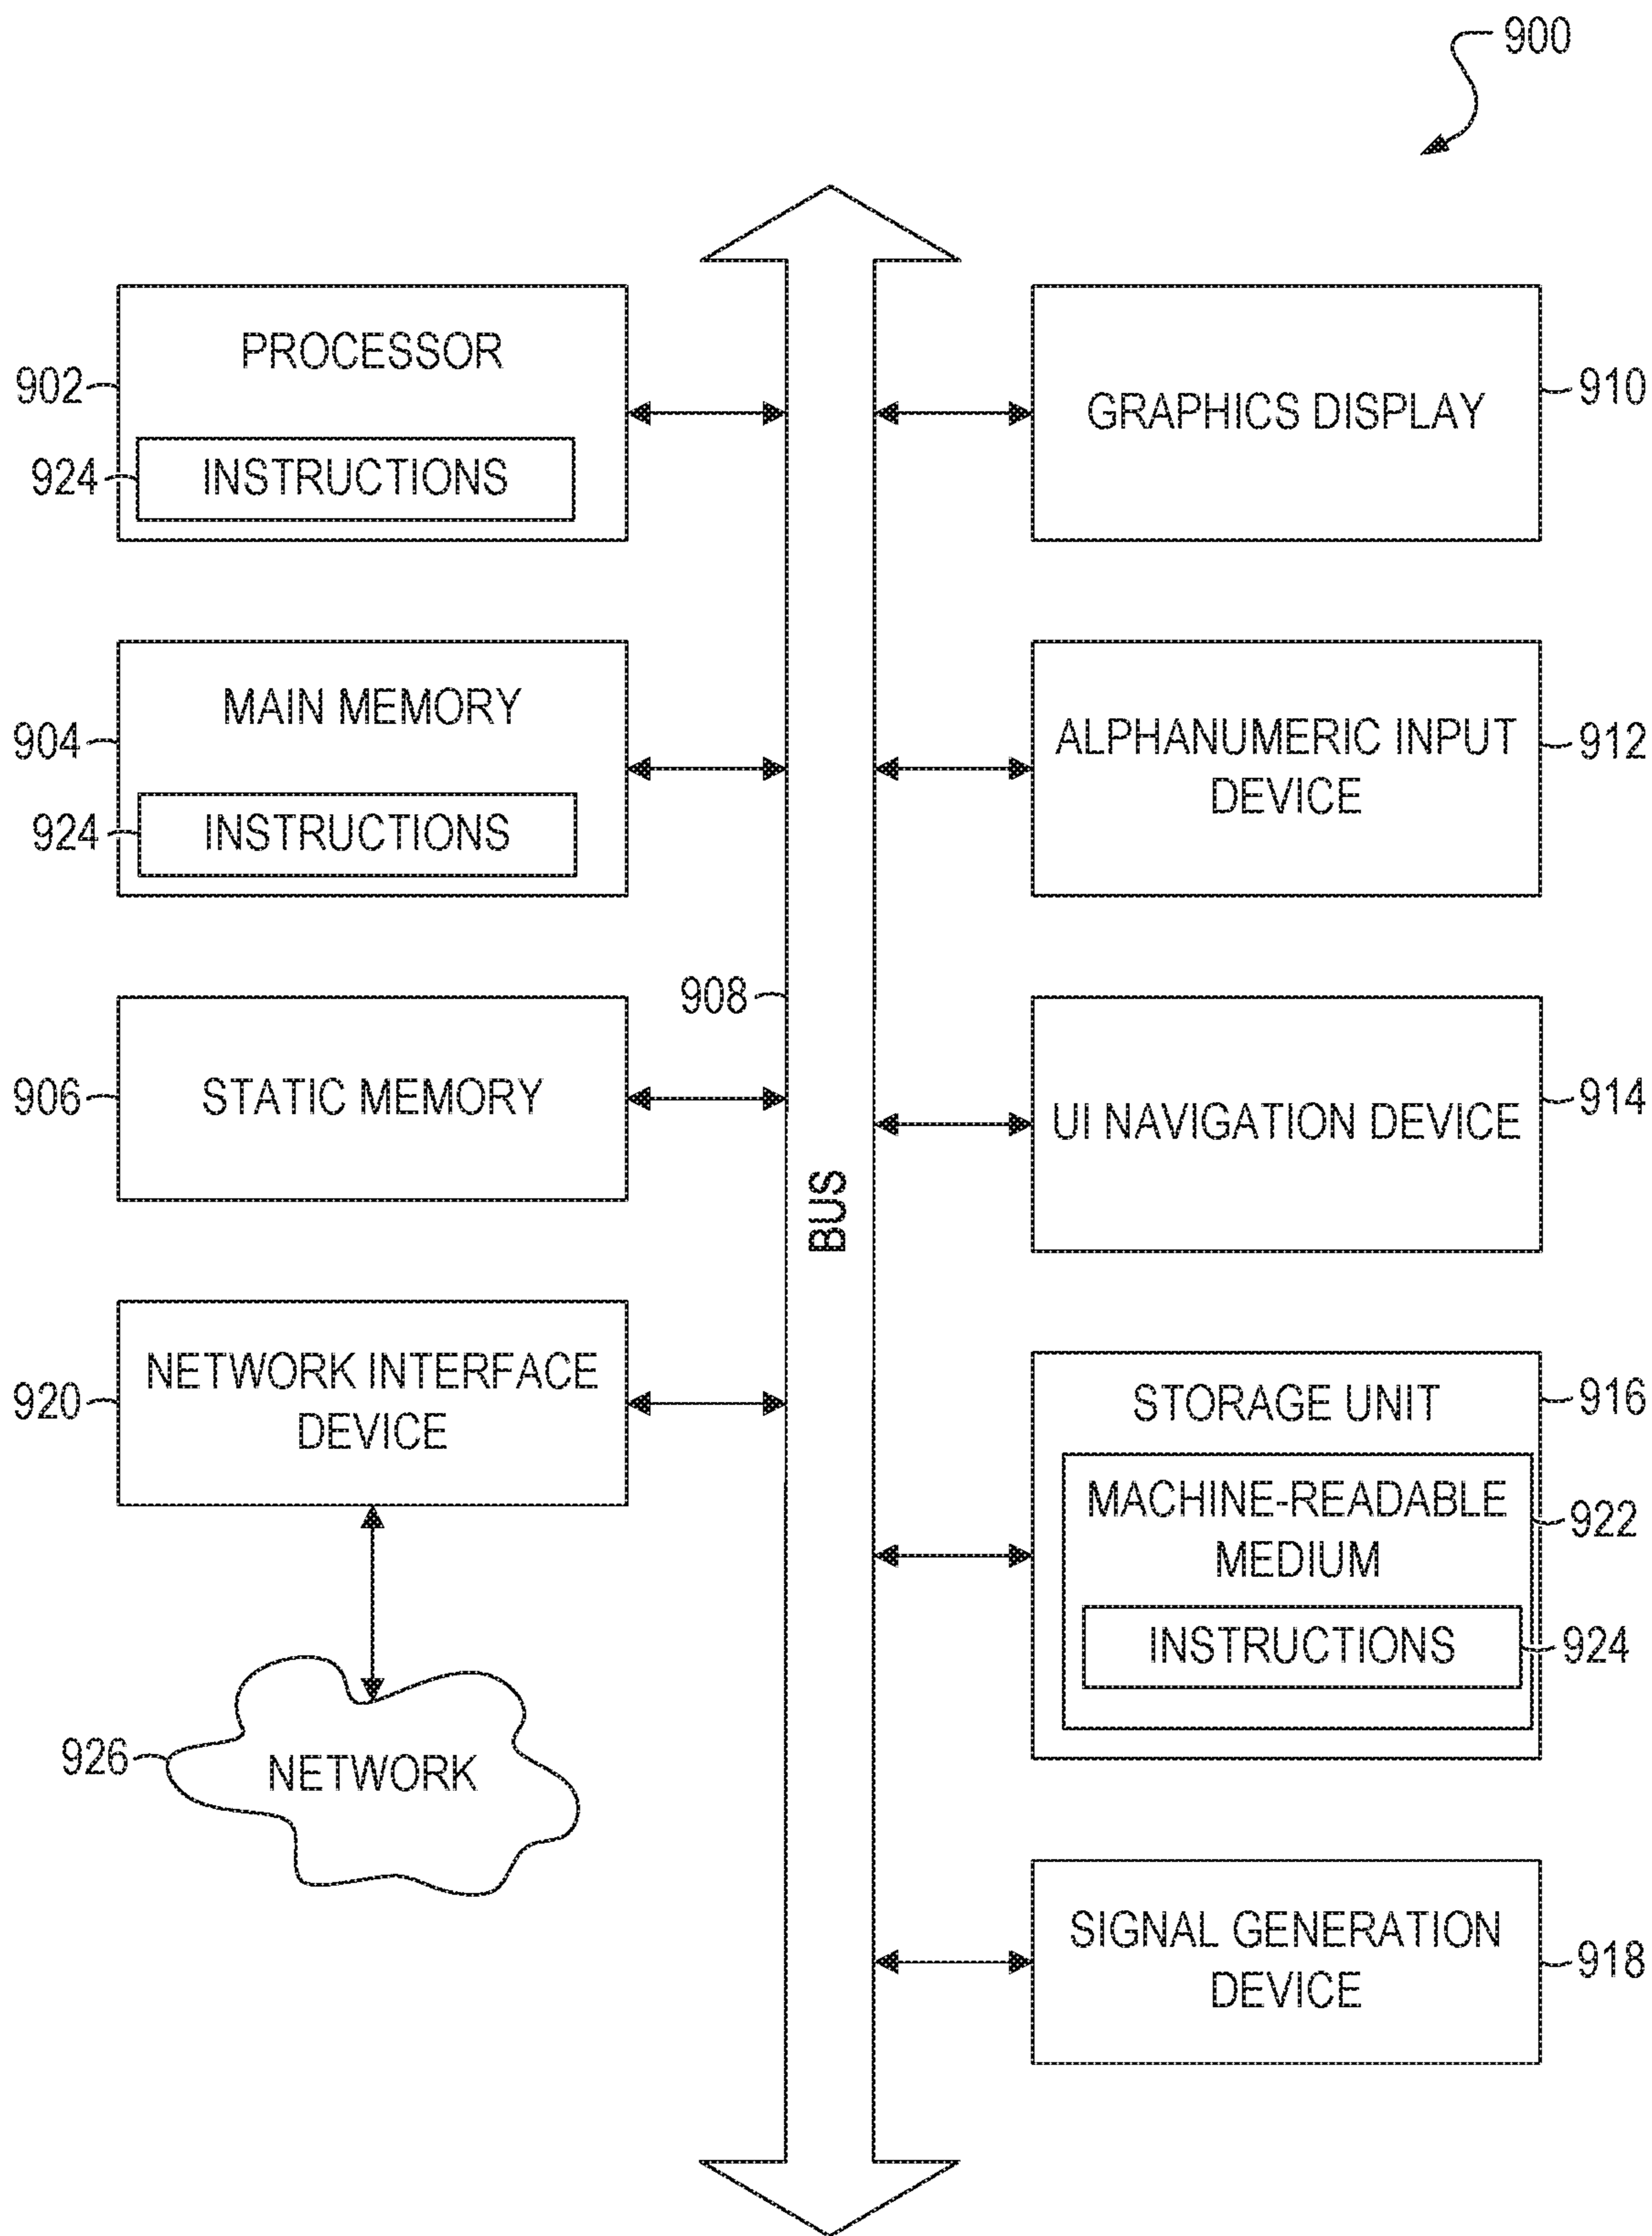 900
PROCESSOR
902
924
INSTRUCTIONS
MAIN MEMORY
904
924
INSTRUCTIONS
908
STATIC MEMORY
906
BUS
NETWORK INTERFACE
DEVICE
920
926
NETWORK
GRAPHICS DISPLAY
910
ALPHANUMERIC INPUT
DEVICE
912
UI NAVIGATION DEVICE
914
STORAGE UNIT
916
MACHINE-READABLE
MEDIUM
922
INSTRUCTIONS
924
SIGNAL GENERATION
DEVICE
918